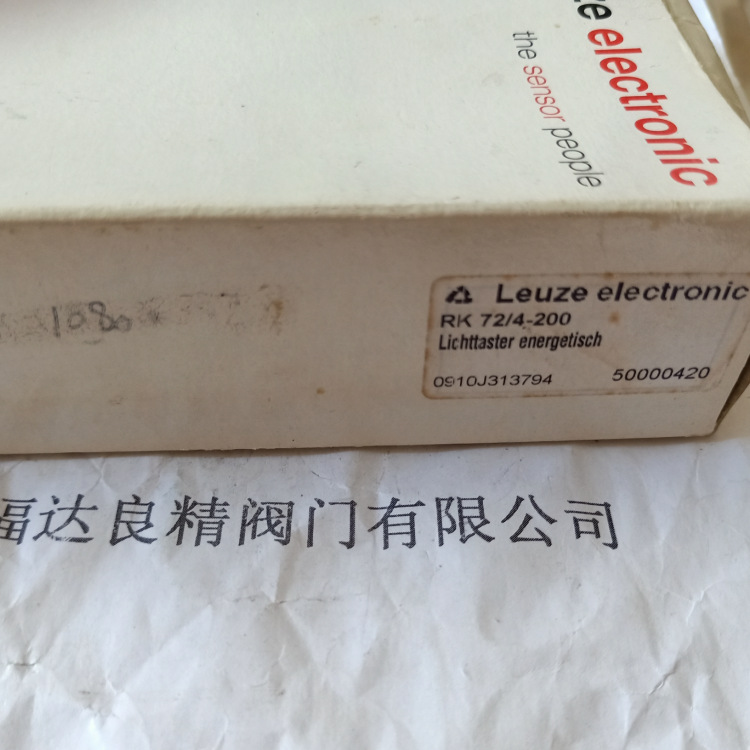 electronic
the sensor people
Leuze electronic
RK 72/4-200
Lichttaster energetisch
0910J313794 50000420
1080
福达良精阀门有限公司